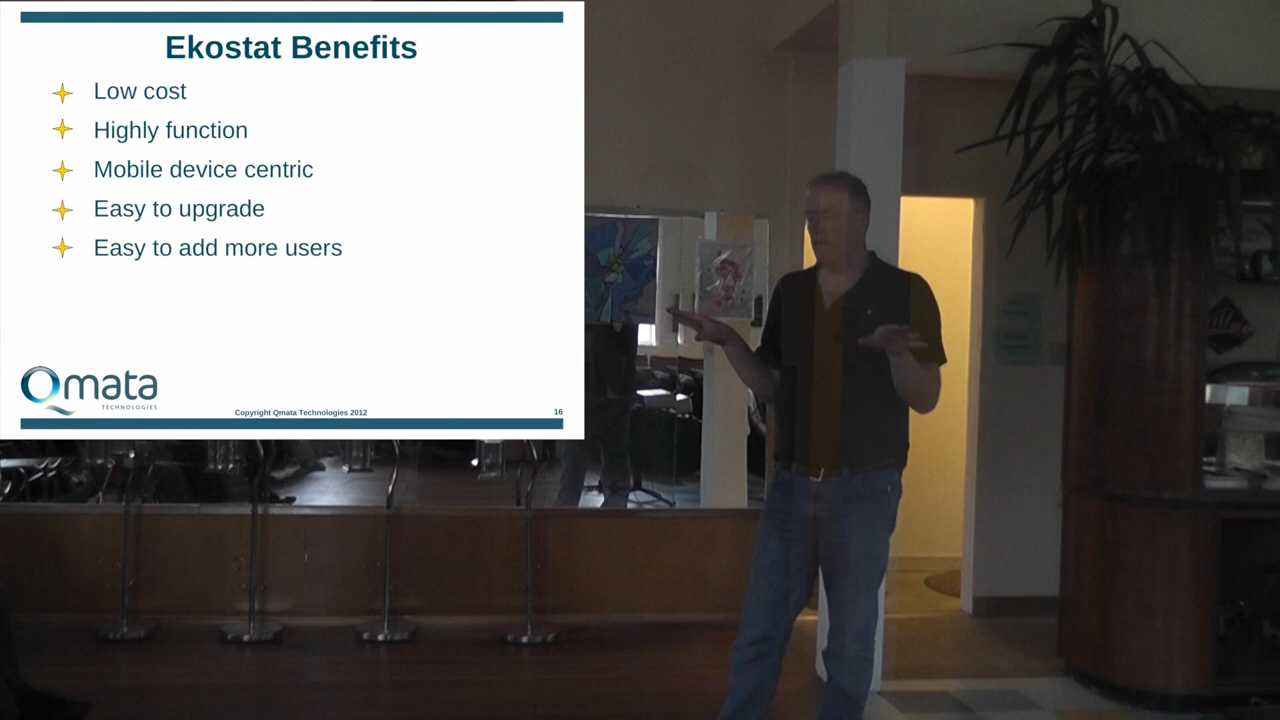 Ekostat Benefits
Low cost
Highly function
Mobile device centric
Easy to upgrade
Easy to add more users
Qmata
TECHNOLOGIES
Copyright Qmata Technologies 2012
16